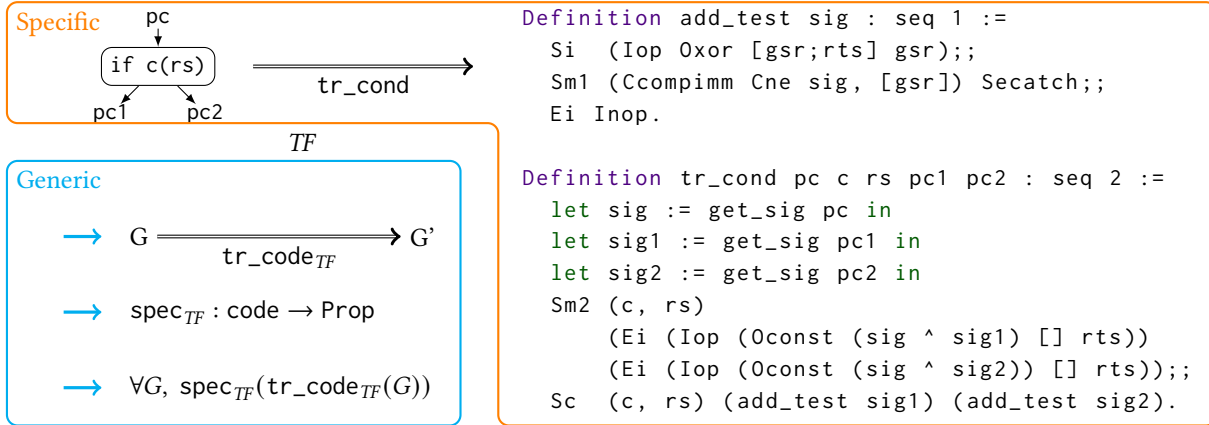 Specific
pc
if c(rs)
pc1 pc2
tr_cond
TF
Generic
G G'
tr_code_TF
spec_TF : code → Prop
∀G, spec_TF(tr_code_TF(G))
Definition add_test sig : seq 1 :=
Si (Iop Oxor [gsr;rts] gsr);;
Sm1 (Ccompimm Cne sig, [gsr]) Secatch;;
Ei Inop.
Definition tr_cond pc c rs pc1 pc2 : seq 2 :=
let sig := get_sig pc in
let sig1 := get_sig pc1 in
let sig2 := get_sig pc2 in
Sm2 (c, rs)
(Ei (Iop (Oconst (sig ^ sig1) [] rts))
(Ei (Iop (Oconst (sig ^ sig2)) [] rts));;
Sc (c, rs) (add_test sig1) (add_test sig2).